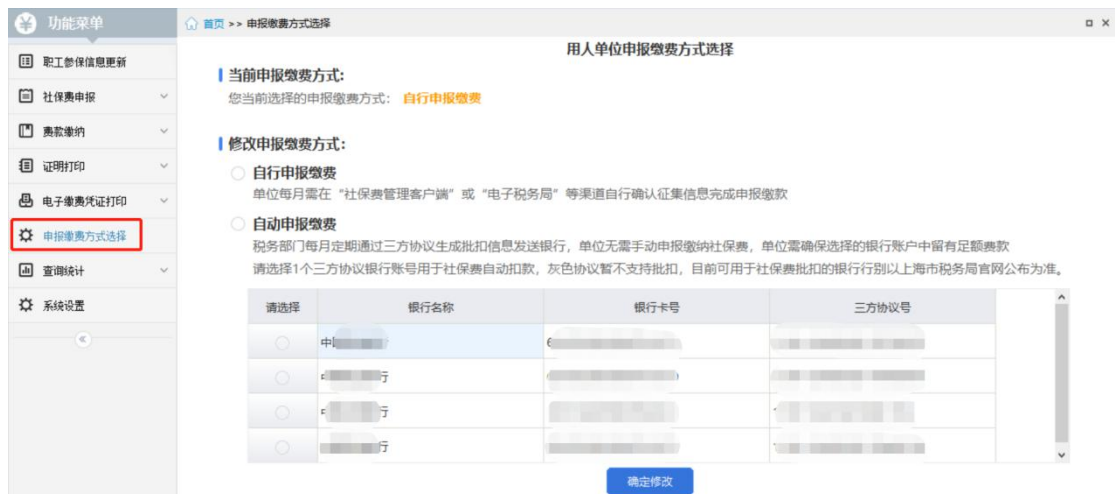 功能菜单
职工参保信息更新
社保费申报
费款缴纳
证明打印
电子缴费凭证打印
申报缴费方式选择
查询统计
系统设置
首页 >> 申报缴费方式选择
用人单位申报缴费方式选择
当前申报缴费方式:
您当前选择的申报缴费方式： 自行申报缴费
修改申报缴费方式:
自行申报缴费
单位每月需在“社保费管理客户端”或“电子税务局”等渠道自行确认征集信息完成申报缴款
自动申报缴费
税务部门每月定期通过三方协议生成批扣信息发送银行，单位无需手动申报缴纳社保费，单位需确保选择的银行账户中留有足额费款
请选择1个三方协议银行账号用于社保费自动扣款，灰色协议暂不支持批扣，目前可用于社保费批扣的银行行别以上海市税务局官网公布为准。
请选择 银行名称 银行卡号 三方协议号
中
行
中 行
行
确定修改